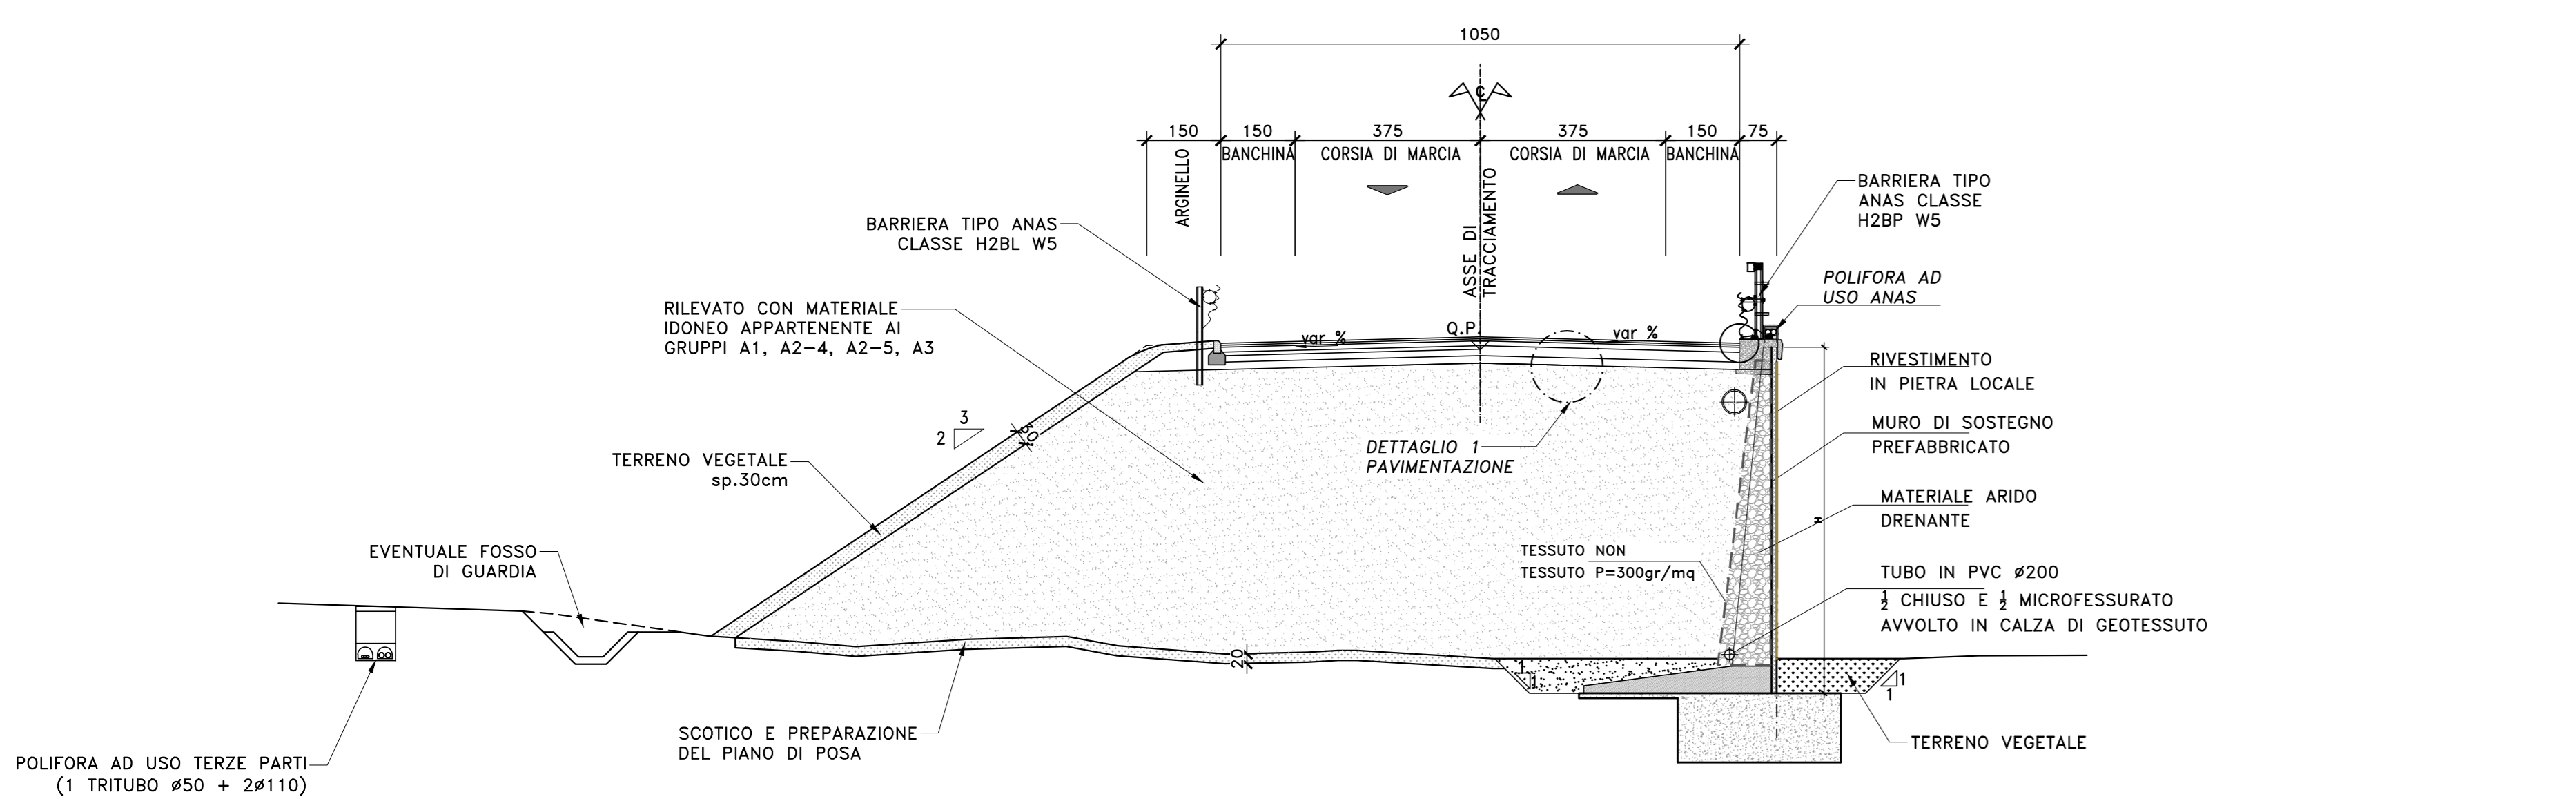 1050
℄
150
150
375
375
150
75
ARGINELLO
BANCHINA
CORSIA DI MARCIA
CORSIA DI MARCIA
BANCHINA
ASSE DI
TRACCIAMENTO
BARRIERA TIPO
ANAS CLASSE
H2BP W5
BARRIERA TIPO ANAS
CLASSE H2BL W5
POLIFORA AD
USO ANAS
RILEVATO CON MATERIALE
IDONEO APPARTENENTE AI
GRUPPI A1, A2-4, A2-5, A3
var %
Q.P.
var %
RIVESTIMENTO
IN PIETRA LOCALE
3
2
30
DETTAGLIO 1
PAVIMENTAZIONE
MURO DI SOSTEGNO
PREFABBRICATO
TERRENO VEGETALE
sp.30cm
MATERIALE ARIDO
DRENANTE
H
EVENTUALE FOSSO
DI GUARDIA
TESSUTO NON
TESSUTO P=300gr/mq
TUBO IN PVC ø200
½ CHIUSO E ½ MICROFESSURATO
AVVOLTO IN CALZA DI GEOTESSUTO
20
1
1
1
1
SCOTICO E PREPARAZIONE
DEL PIANO DI POSA
TERRENO VEGETALE
POLIFORA AD USO TERZE PARTI
(1 TRITUBO ø50 + 2ø110)